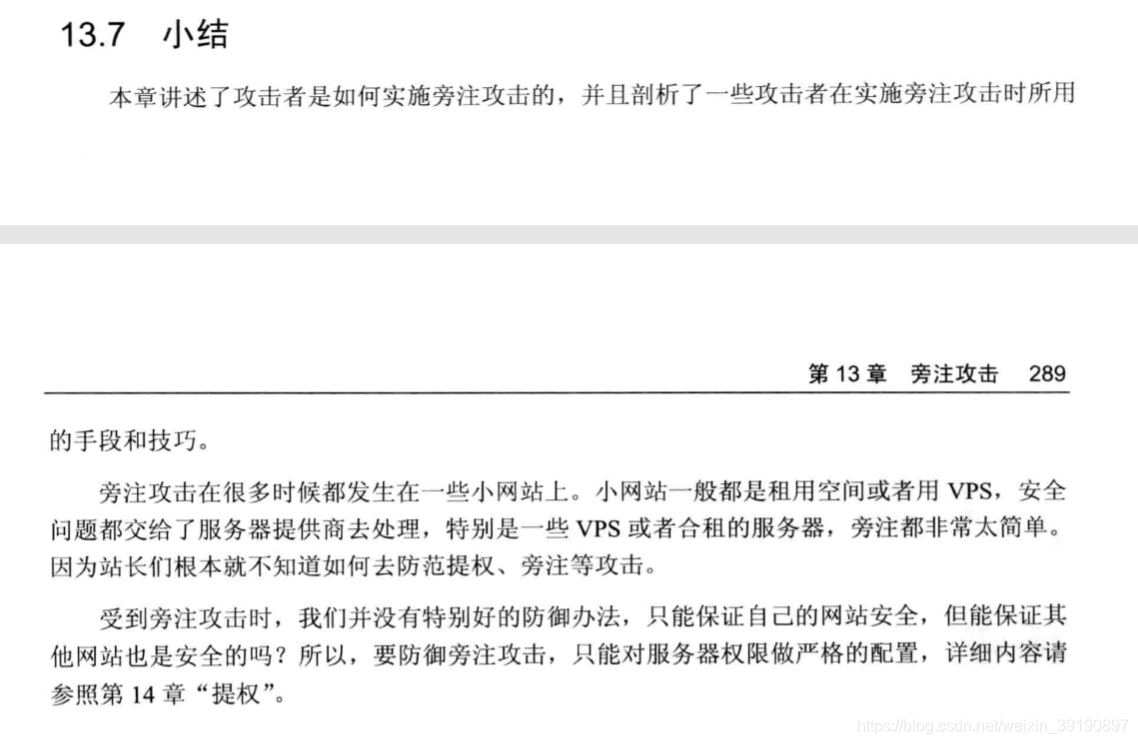 13.7 小结
本章讲述了攻击者是如何实施旁注攻击的，并且剖析了一些攻击者在实施旁注攻击时所用
第 13 章 旁注攻击 289
的手段和技巧。
旁注攻击在很多时候都发生在一些小网站上。小网站一般都是租用空间或者用 VPS，安全
问题都交给了服务器提供商去处理，特别是一些 VPS 或者合租的服务器，旁注都非常太简单。
因为站长们根本就不知道如何去防范提权、旁注等攻击。
受到旁注攻击时，我们并没有特别好的防御办法，只能保证自己的网站安全，但能保证其
他网站也是安全的吗？所以，要防御旁注攻击，只能对服务器权限做严格的配置，详细内容请
参照第 14 章“提权”。
https://blog.csdn.net/weixin_39190897